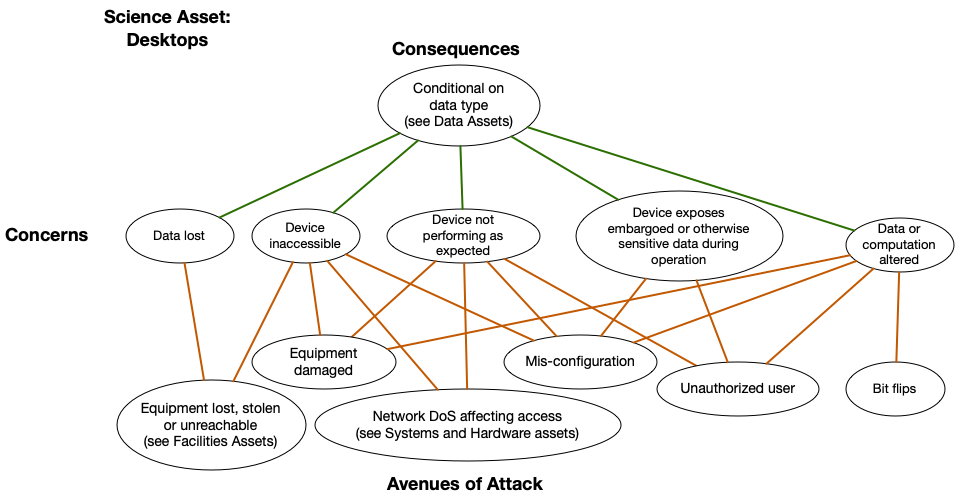 Science Asset:
Desktops
Consequences
Conditional on
data type
(see Data Assets)
Concerns
Data lost
Device
inaccessible
Device not
performing as
expected
Device exposes
embargoed or otherwise
sensitive data during
operation
Data or
computation
altered
Equipment
damaged
Mis-configuration
Unauthorized user
Bit flips
Equipment lost, stolen
or unreachable
(see Facilities Assets)
Network DoS affecting access
(see Systems and Hardware assets)
Avenues of Attack